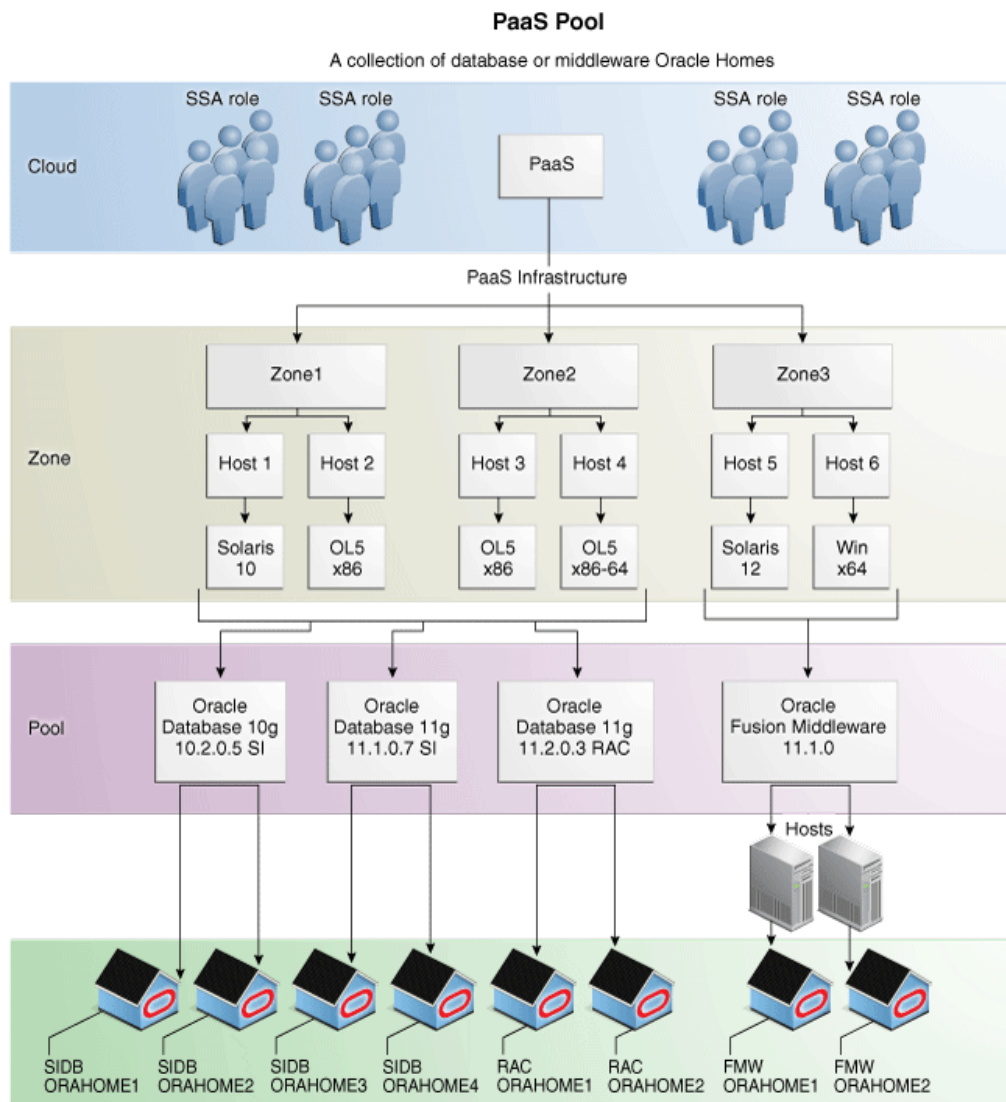 PaaS Pool
A collection of database or middleware Oracle Homes
SSA role
SSA role
SSA role
SSA role
Cloud
PaaS
PaaS Infrastructure
Zone1
Zone2
Zone3
Zone
Host 1
Host 2
Host 3
Host 4
Host 5
Host 6
Solaris
10
OL5
x86
OL5
x86
OL5
x86-64
Solaris
12
Win
x64
Pool
Oracle
Database 10g
10.2.0.5 SI
Oracle
Database 11g
11.1.0.7 SI
Oracle
Database 11g
11.2.0.3 RAC
Oracle
Fusion Middleware
11.1.0
Hosts
SIDB
ORAHOME1
SIDB
ORAHOME2
SIDB
ORAHOME3
SIDB
ORAHOME4
RAC
ORAHOME1
RAC
ORAHOME2
FMW
ORAHOME1
FMW
ORAHOME2